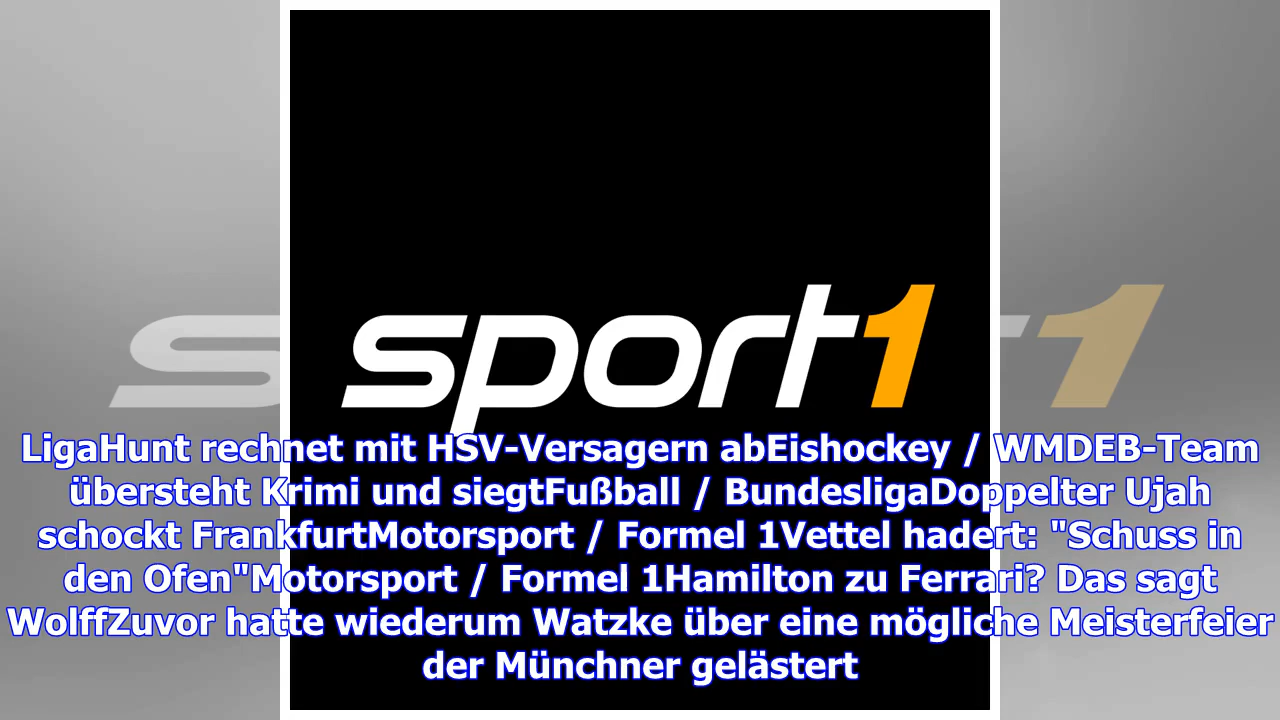 sport1
LigaHunt rechnet mit HSV-Versagern abEishockey / WMDEB-Team
übersteht Krimi und siegtFußball / BundesligaDoppelter Ujah
schockt FrankfurtMotorsport / Formel 1Vettel hadert: "Schuss in
den Ofen"Motorsport / Formel 1Hamilton zu Ferrari? Das sagt
WolffZuvor hatte wiederum Watzke über eine mögliche Meisterfeier
der Münchner gelästert